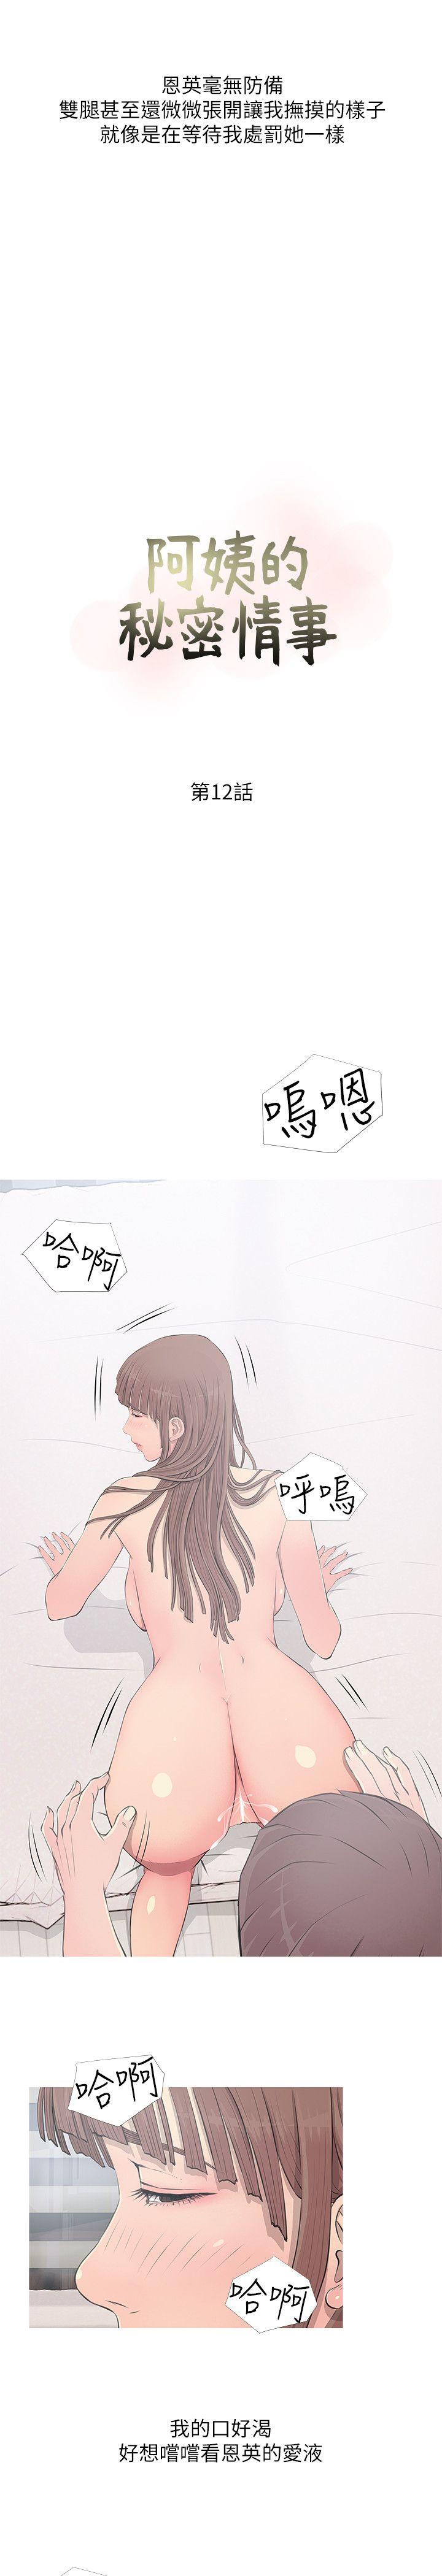 恩英毫無防備
雙腿甚至還微微張開讓我撫摸的樣子
就像是在等待我處罰她一樣
阿姨的
秘密情事
第12話
嗚嗯
哈啊
呼嗚
哈啊
哈啊
我的口好渴
好想嚐嚐看恩英的愛液